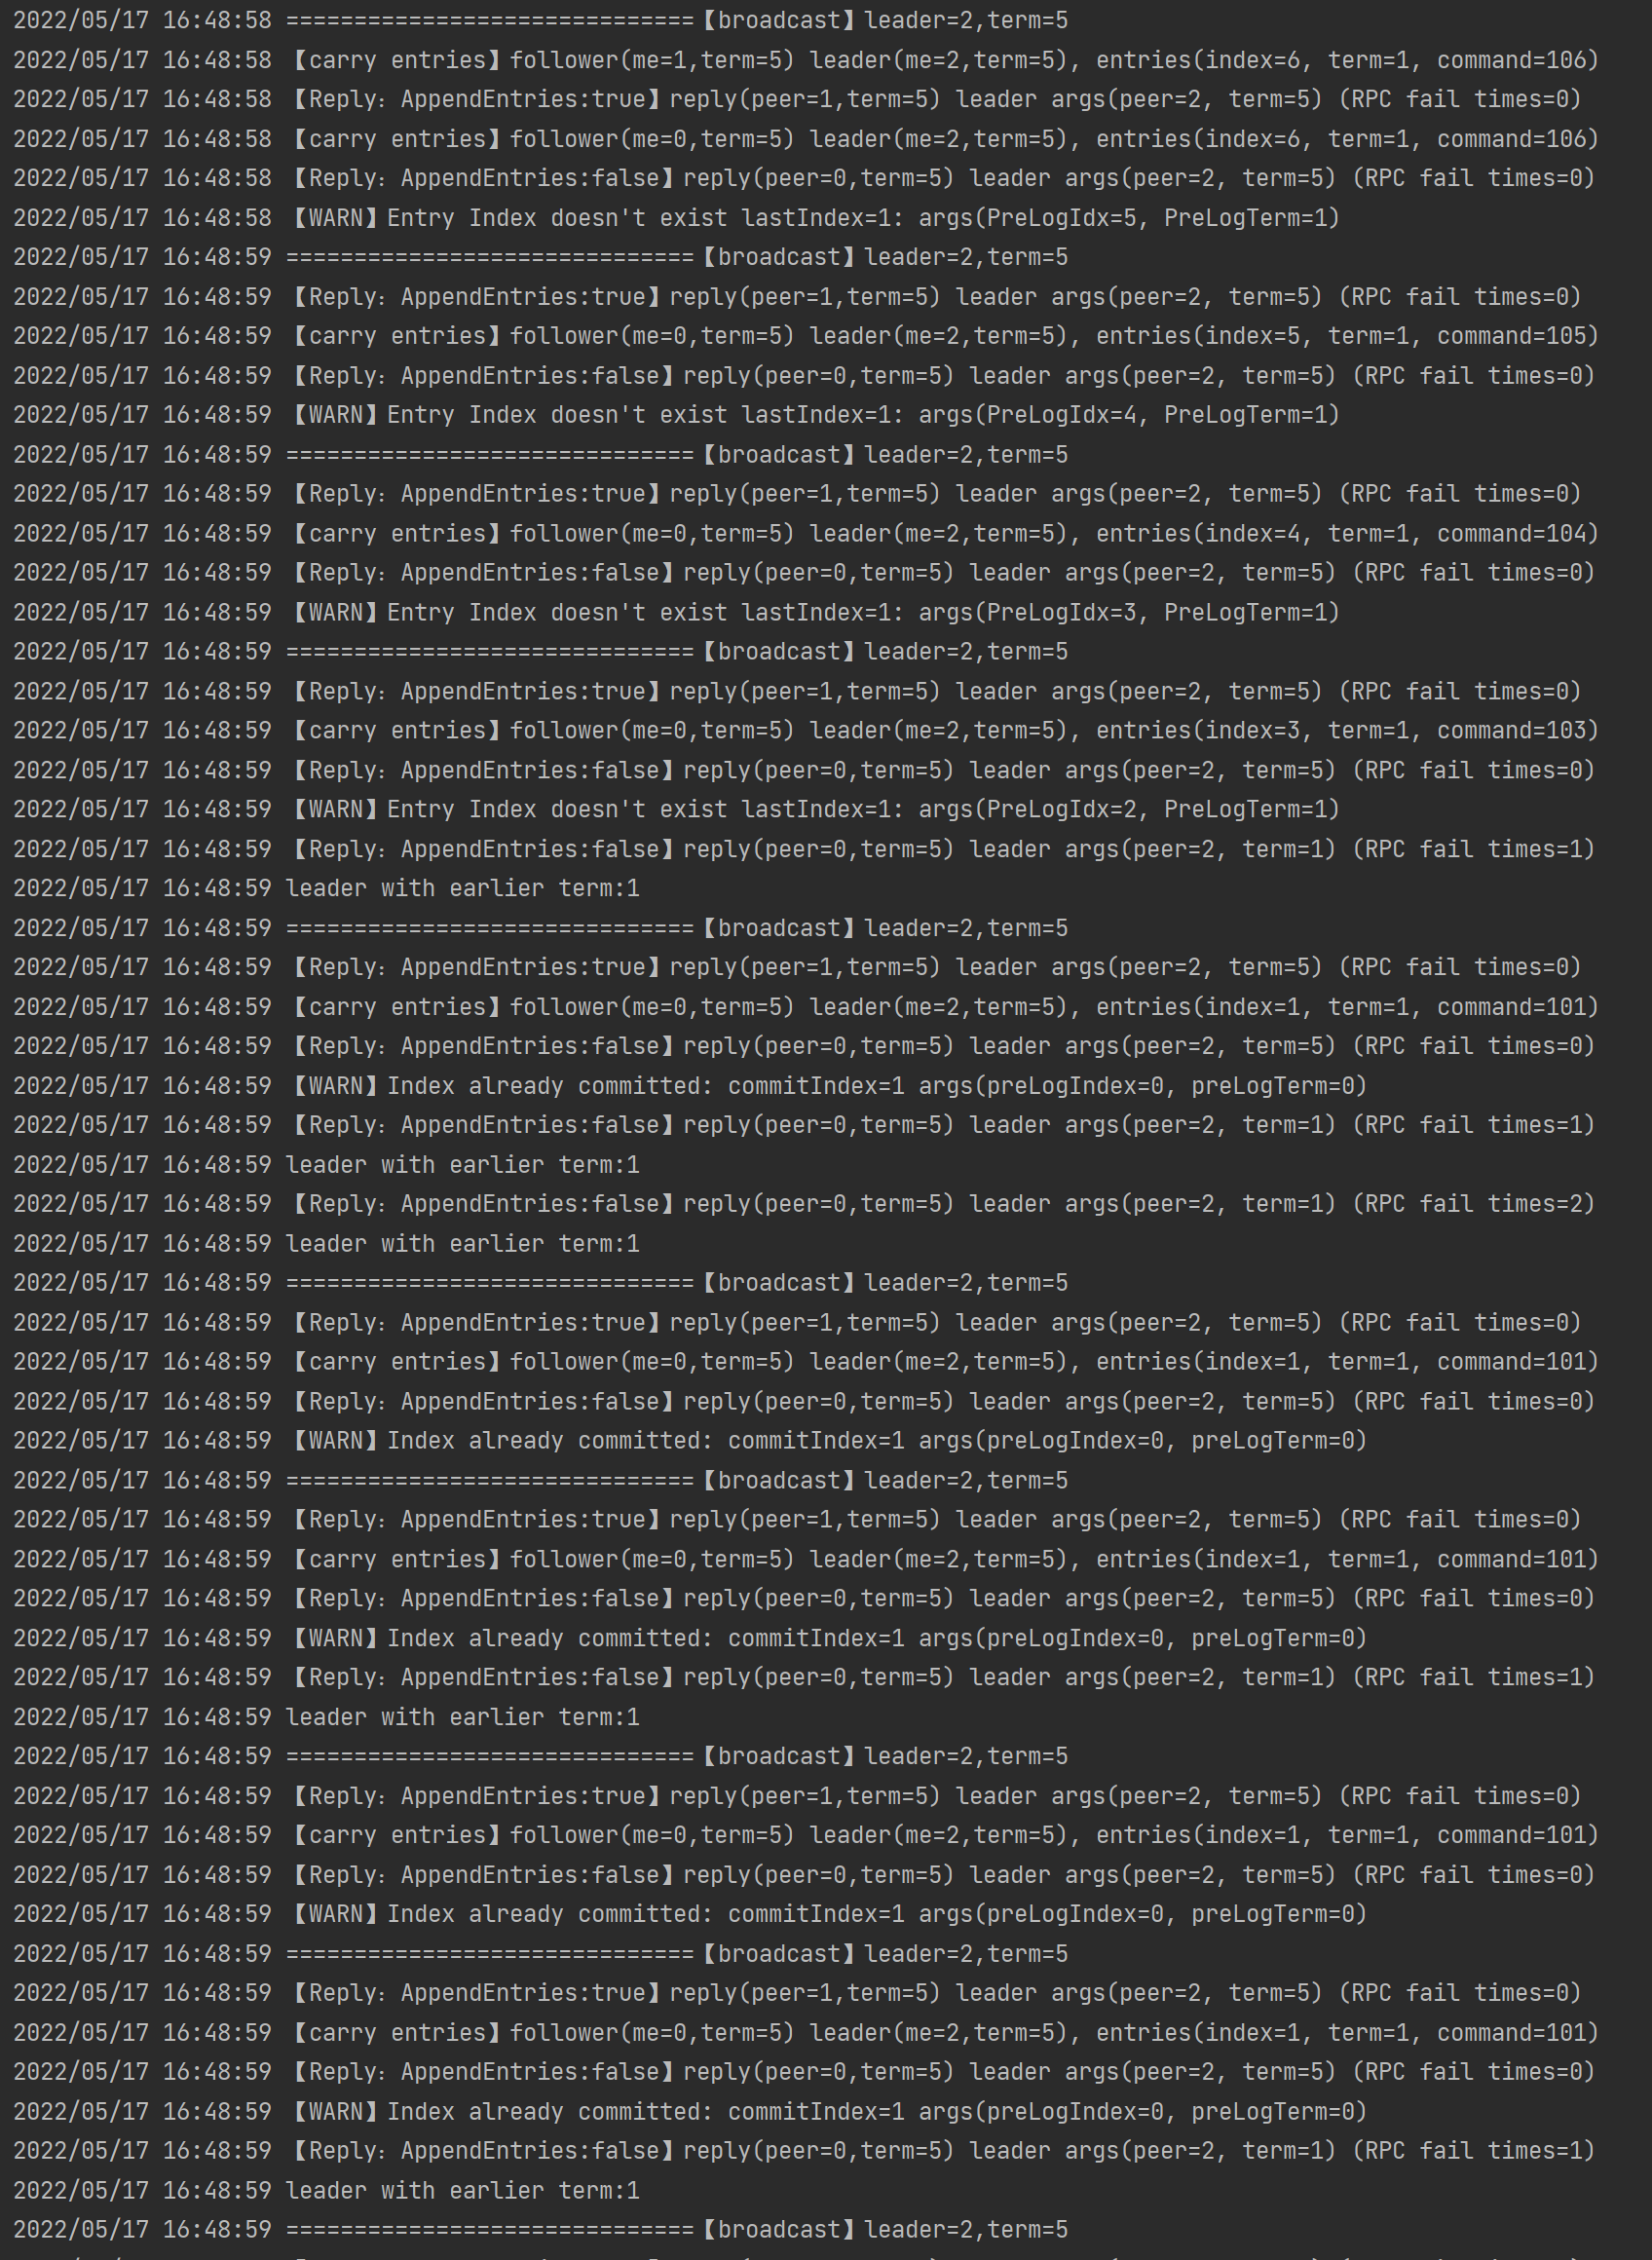 2022/05/17 16:48:58 ==============================【broadcast】leader=2,term=5
2022/05/17 16:48:58 【carry entries】follower(me=1,term=5) leader(me=2,term=5), entries(index=6, term=1, command=106)
2022/05/17 16:48:58 【Reply：AppendEntries:true】reply(peer=1,term=5) leader args(peer=2, term=5) (RPC fail times=0)
2022/05/17 16:48:58 【carry entries】follower(me=0,term=5) leader(me=2,term=5), entries(index=6, term=1, command=106)
2022/05/17 16:48:58 【Reply：AppendEntries:false】reply(peer=0,term=5) leader args(peer=2, term=5) (RPC fail times=0)
2022/05/17 16:48:58 【WARN】Entry Index doesn't exist lastIndex=1: args(PreLogIdx=5, PreLogTerm=1)
2022/05/17 16:48:59 ==============================【broadcast】leader=2,term=5
2022/05/17 16:48:59 【Reply：AppendEntries:true】reply(peer=1,term=5) leader args(peer=2, term=5) (RPC fail times=0)
2022/05/17 16:48:59 【carry entries】follower(me=0,term=5) leader(me=2,term=5), entries(index=5, term=1, command=105)
2022/05/17 16:48:59 【Reply：AppendEntries:false】reply(peer=0,term=5) leader args(peer=2, term=5) (RPC fail times=0)
2022/05/17 16:48:59 【WARN】Entry Index doesn't exist lastIndex=1: args(PreLogIdx=4, PreLogTerm=1)
2022/05/17 16:48:59 ==============================【broadcast】leader=2,term=5
2022/05/17 16:48:59 【Reply：AppendEntries:true】reply(peer=1,term=5) leader args(peer=2, term=5) (RPC fail times=0)
2022/05/17 16:48:59 【carry entries】follower(me=0,term=5) leader(me=2,term=5), entries(index=4, term=1, command=104)
2022/05/17 16:48:59 【Reply：AppendEntries:false】reply(peer=0,term=5) leader args(peer=2, term=5) (RPC fail times=0)
2022/05/17 16:48:59 【WARN】Entry Index doesn't exist lastIndex=1: args(PreLogIdx=3, PreLogTerm=1)
2022/05/17 16:48:59 ==============================【broadcast】leader=2,term=5
2022/05/17 16:48:59 【Reply：AppendEntries:true】reply(peer=1,term=5) leader args(peer=2, term=5) (RPC fail times=0)
2022/05/17 16:48:59 【carry entries】follower(me=0,term=5) leader(me=2,term=5), entries(index=3, term=1, command=103)
2022/05/17 16:48:59 【Reply：AppendEntries:false】reply(peer=0,term=5) leader args(peer=2, term=5) (RPC fail times=0)
2022/05/17 16:48:59 【WARN】Entry Index doesn't exist lastIndex=1: args(PreLogIdx=2, PreLogTerm=1)
2022/05/17 16:48:59 【Reply：AppendEntries:false】reply(peer=0,term=5) leader args(peer=2, term=1) (RPC fail times=1)
2022/05/17 16:48:59 leader with earlier term:1
2022/05/17 16:48:59 ==============================【broadcast】leader=2,term=5
2022/05/17 16:48:59 【Reply：AppendEntries:true】reply(peer=1,term=5) leader args(peer=2, term=5) (RPC fail times=0)
2022/05/17 16:48:59 【carry entries】follower(me=0,term=5) leader(me=2,term=5), entries(index=1, term=1, command=101)
2022/05/17 16:48:59 【Reply：AppendEntries:false】reply(peer=0,term=5) leader args(peer=2, term=5) (RPC fail times=0)
2022/05/17 16:48:59 【WARN】Index already committed: commitIndex=1 args(preLogIndex=0, preLogTerm=0)
2022/05/17 16:48:59 【Reply：AppendEntries:false】reply(peer=0,term=5) leader args(peer=2, term=1) (RPC fail times=1)
2022/05/17 16:48:59 leader with earlier term:1
2022/05/17 16:48:59 【Reply：AppendEntries:false】reply(peer=0,term=5) leader args(peer=2, term=1) (RPC fail times=2)
2022/05/17 16:48:59 leader with earlier term:1
2022/05/17 16:48:59 ==============================【broadcast】leader=2,term=5
2022/05/17 16:48:59 【Reply：AppendEntries:true】reply(peer=1,term=5) leader args(peer=2, term=5) (RPC fail times=0)
2022/05/17 16:48:59 【carry entries】follower(me=0,term=5) leader(me=2,term=5), entries(index=1, term=1, command=101)
2022/05/17 16:48:59 【Reply：AppendEntries:false】reply(peer=0,term=5) leader args(peer=2, term=5) (RPC fail times=0)
2022/05/17 16:48:59 【WARN】Index already committed: commitIndex=1 args(preLogIndex=0, preLogTerm=0)
2022/05/17 16:48:59 ==============================【broadcast】leader=2,term=5
2022/05/17 16:48:59 【Reply：AppendEntries:true】reply(peer=1,term=5) leader args(peer=2, term=5) (RPC fail times=0)
2022/05/17 16:48:59 【carry entries】follower(me=0,term=5) leader(me=2,term=5), entries(index=1, term=1, command=101)
2022/05/17 16:48:59 【Reply：AppendEntries:false】reply(peer=0,term=5) leader args(peer=2, term=5) (RPC fail times=0)
2022/05/17 16:48:59 【WARN】Index already committed: commitIndex=1 args(preLogIndex=0, preLogTerm=0)
2022/05/17 16:48:59 【Reply：AppendEntries:false】reply(peer=0,term=5) leader args(peer=2, term=1) (RPC fail times=1)
2022/05/17 16:48:59 leader with earlier term:1
2022/05/17 16:48:59 ==============================【broadcast】leader=2,term=5
2022/05/17 16:48:59 【Reply：AppendEntries:true】reply(peer=1,term=5) leader args(peer=2, term=5) (RPC fail times=0)
2022/05/17 16:48:59 【carry entries】follower(me=0,term=5) leader(me=2,term=5), entries(index=1, term=1, command=101)
2022/05/17 16:48:59 【Reply：AppendEntries:false】reply(peer=0,term=5) leader args(peer=2, term=5) (RPC fail times=0)
2022/05/17 16:48:59 【WARN】Index already committed: commitIndex=1 args(preLogIndex=0, preLogTerm=0)
2022/05/17 16:48:59 ==============================【broadcast】leader=2,term=5
2022/05/17 16:48:59 【Reply：AppendEntries:true】reply(peer=1,term=5) leader args(peer=2, term=5) (RPC fail times=0)
2022/05/17 16:48:59 【carry entries】follower(me=0,term=5) leader(me=2,term=5), entries(index=1, term=1, command=101)
2022/05/17 16:48:59 【Reply：AppendEntries:false】reply(peer=0,term=5) leader args(peer=2, term=5) (RPC fail times=0)
2022/05/17 16:48:59 【WARN】Index already committed: commitIndex=1 args(preLogIndex=0, preLogTerm=0)
2022/05/17 16:48:59 【Reply：AppendEntries:false】reply(peer=0,term=5) leader args(peer=2, term=1) (RPC fail times=1)
2022/05/17 16:48:59 leader with earlier term:1
2022/05/17 16:48:59 ==============================【broadcast】leader=2,term=5